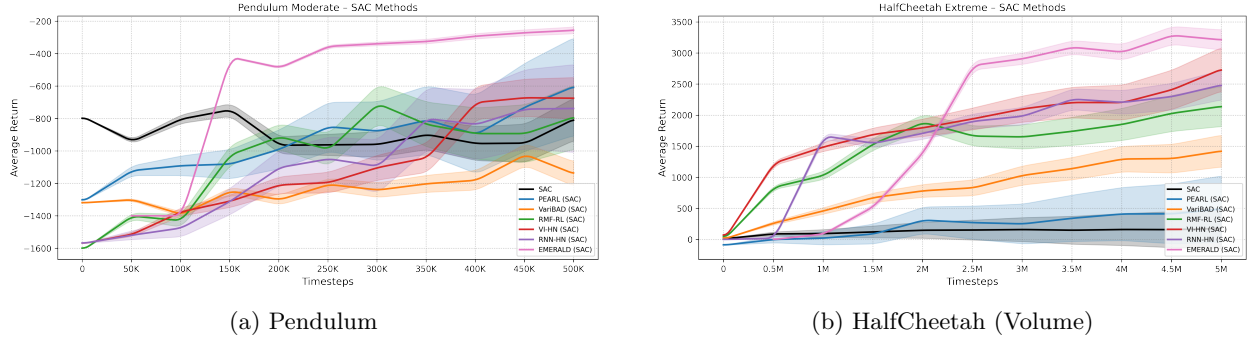 Pendulum Moderate – SAC Methods
−200
−400
−600
−800
−1000
−1200
−1400
−1600
Average Return
0 50K 100K 150K 200K 250K 300K 350K 400K 450K 500K
Timesteps
SAC
PEARL (SAC)
VariBAD (SAC)
RMF-RL (SAC)
VI-HN (SAC)
RNN-HN (SAC)
EMERALD (SAC)
(a) Pendulum
HalfCheetah Extreme – SAC Methods
3500
3000
2500
2000
1500
1000
500
0
Average Return
0 0.5M 1M 1.5M 2M 2.5M 3M 3.5M 4M 4.5M 5M
Timesteps
SAC
PEARL (SAC)
VariBAD (SAC)
RMF-RL (SAC)
VI-HN (SAC)
RNN-HN (SAC)
EMERALD (SAC)
(b) HalfCheetah (Volume)